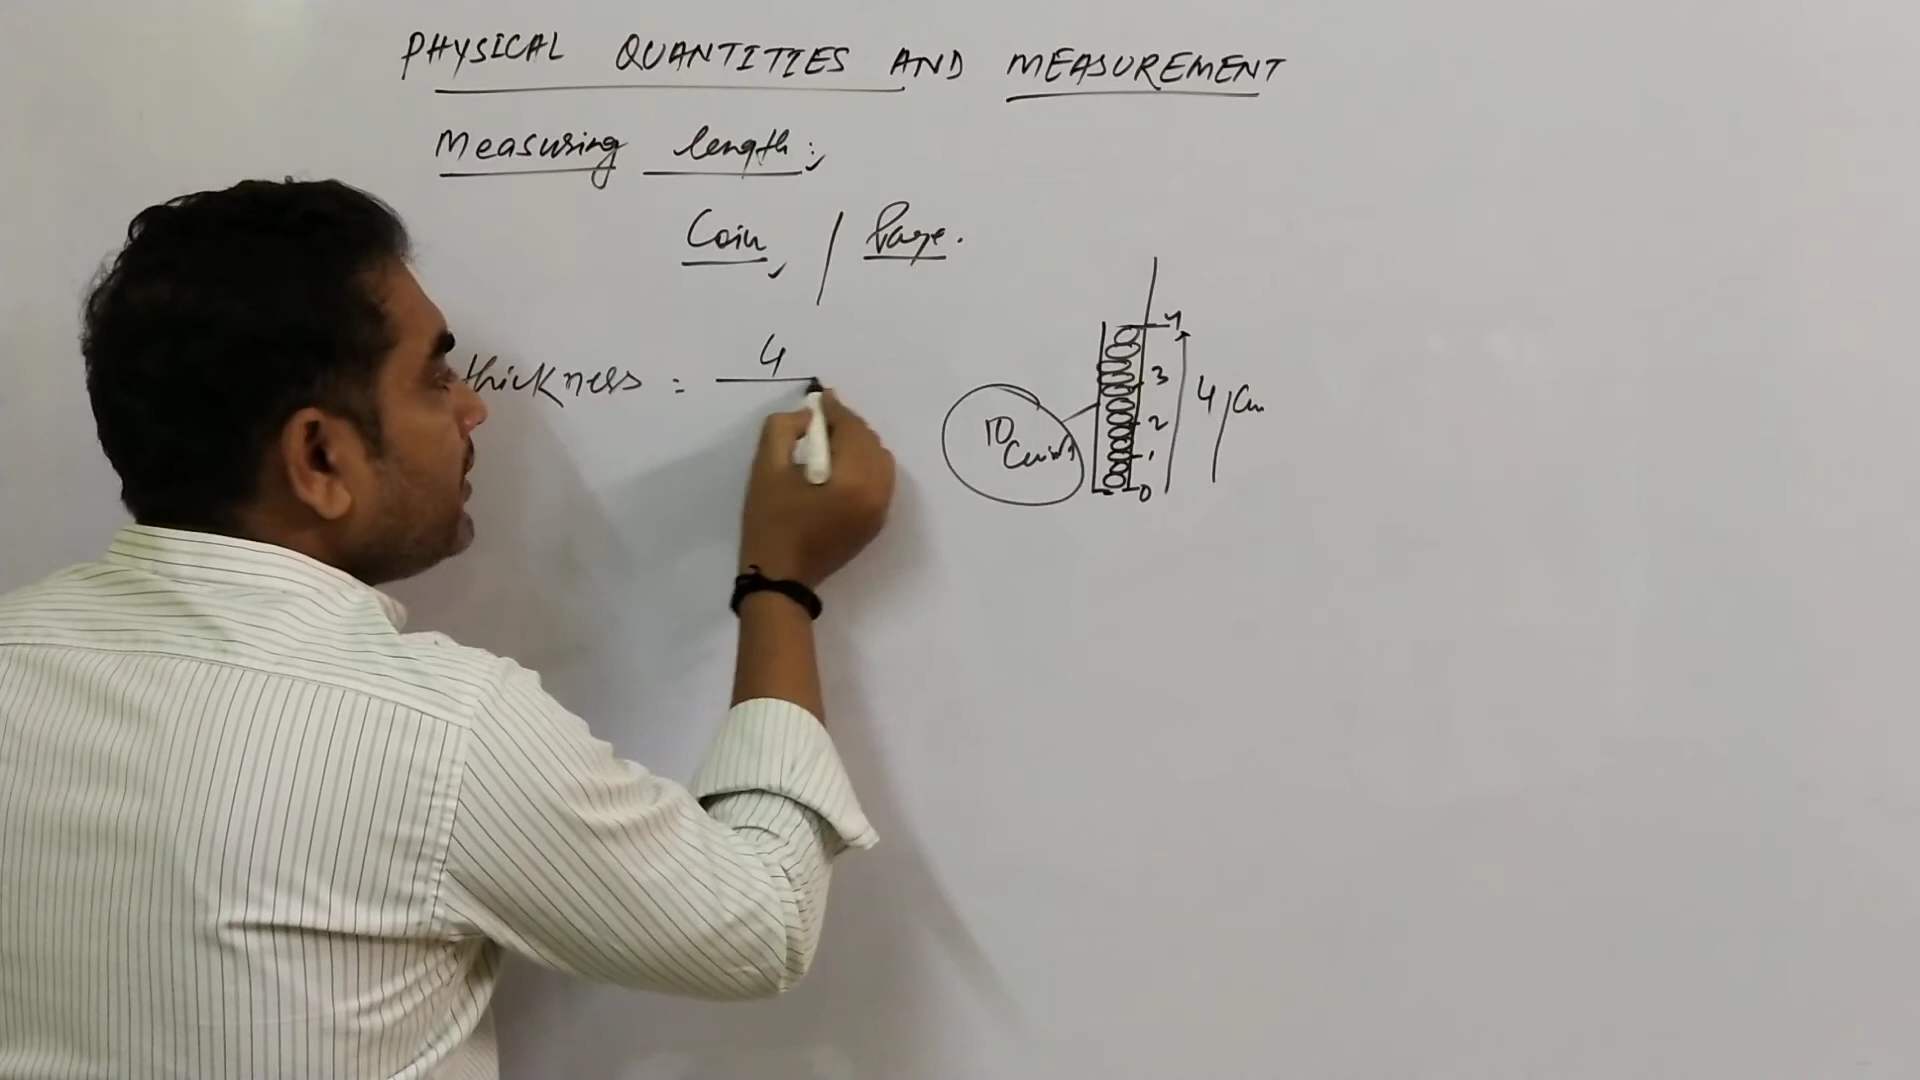 PHYSICAL QUANTITIES AND MEASUREMENT
Measuring length:
Coin / Page.
thickness = 4
10 Coins
4
3
2
1
0
4 cm